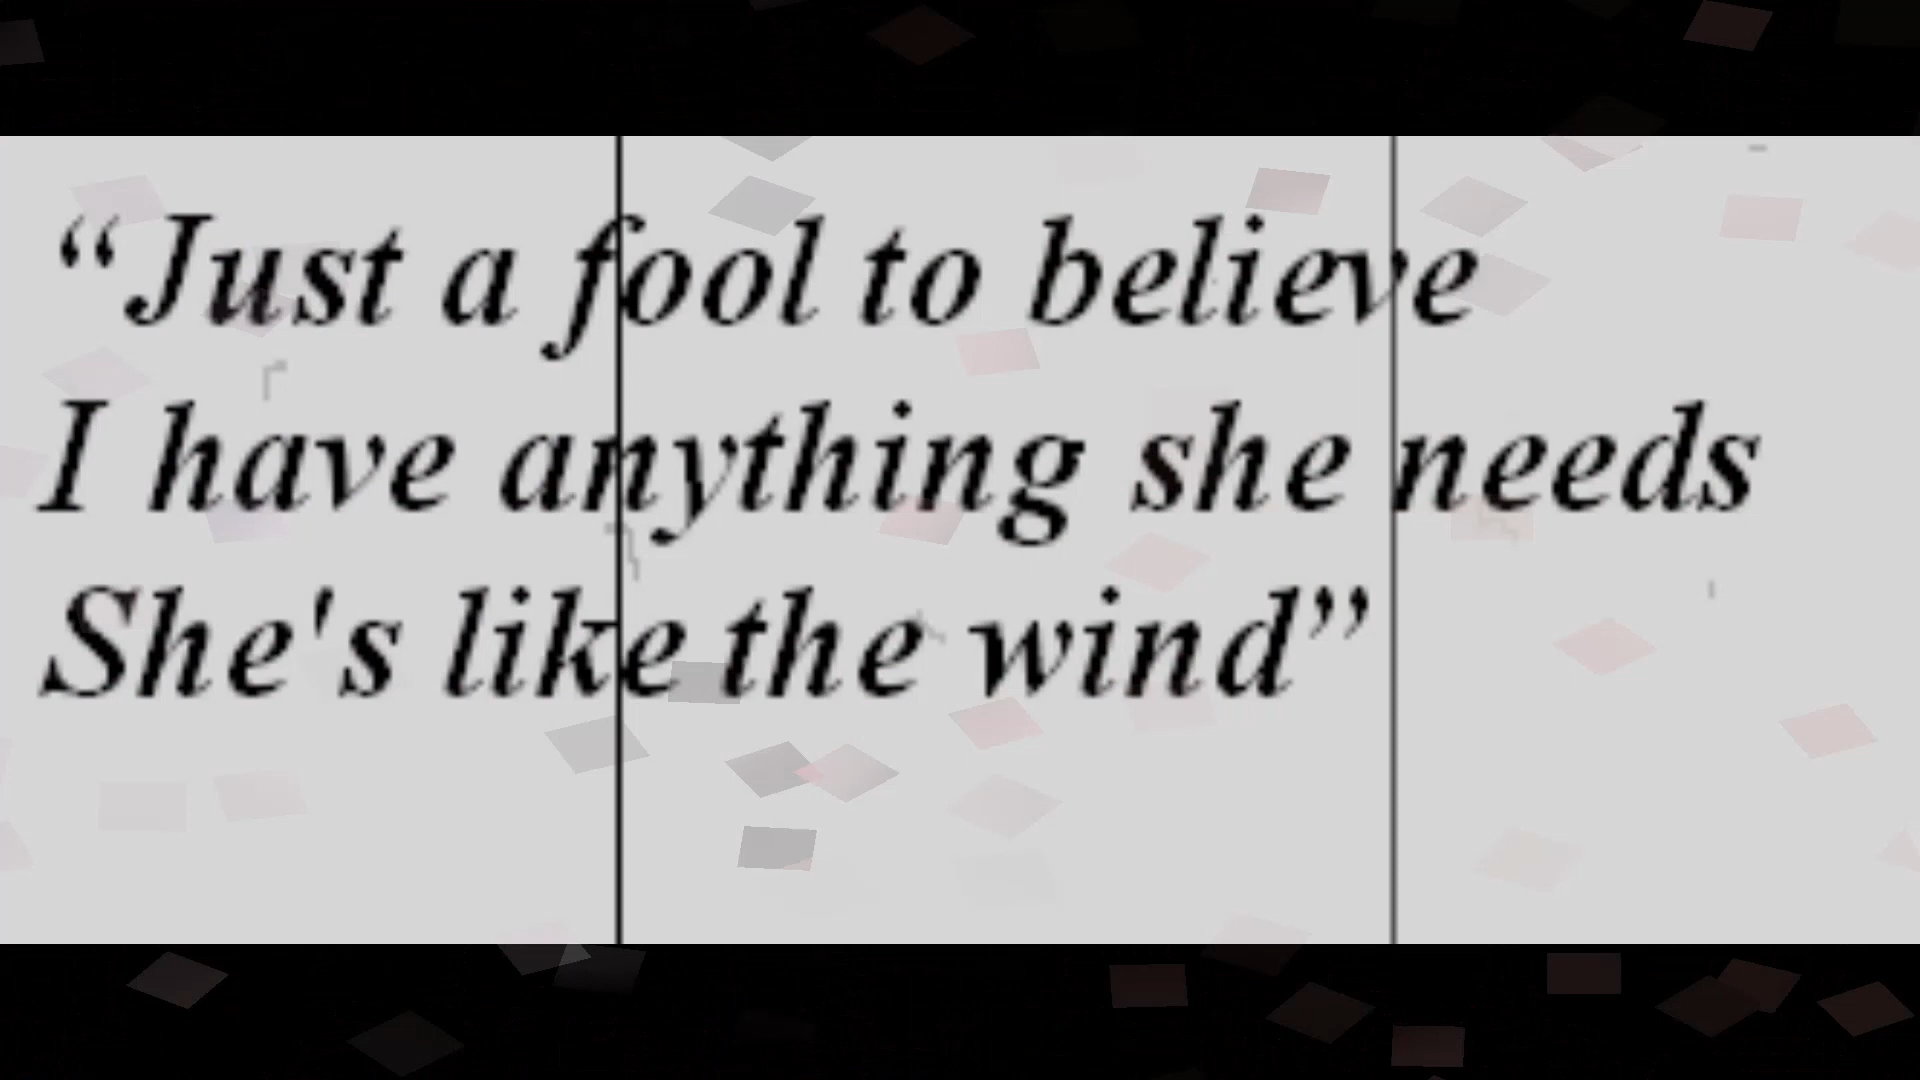 “Just a fool to believe
I have anything she needs
She's like the wind”